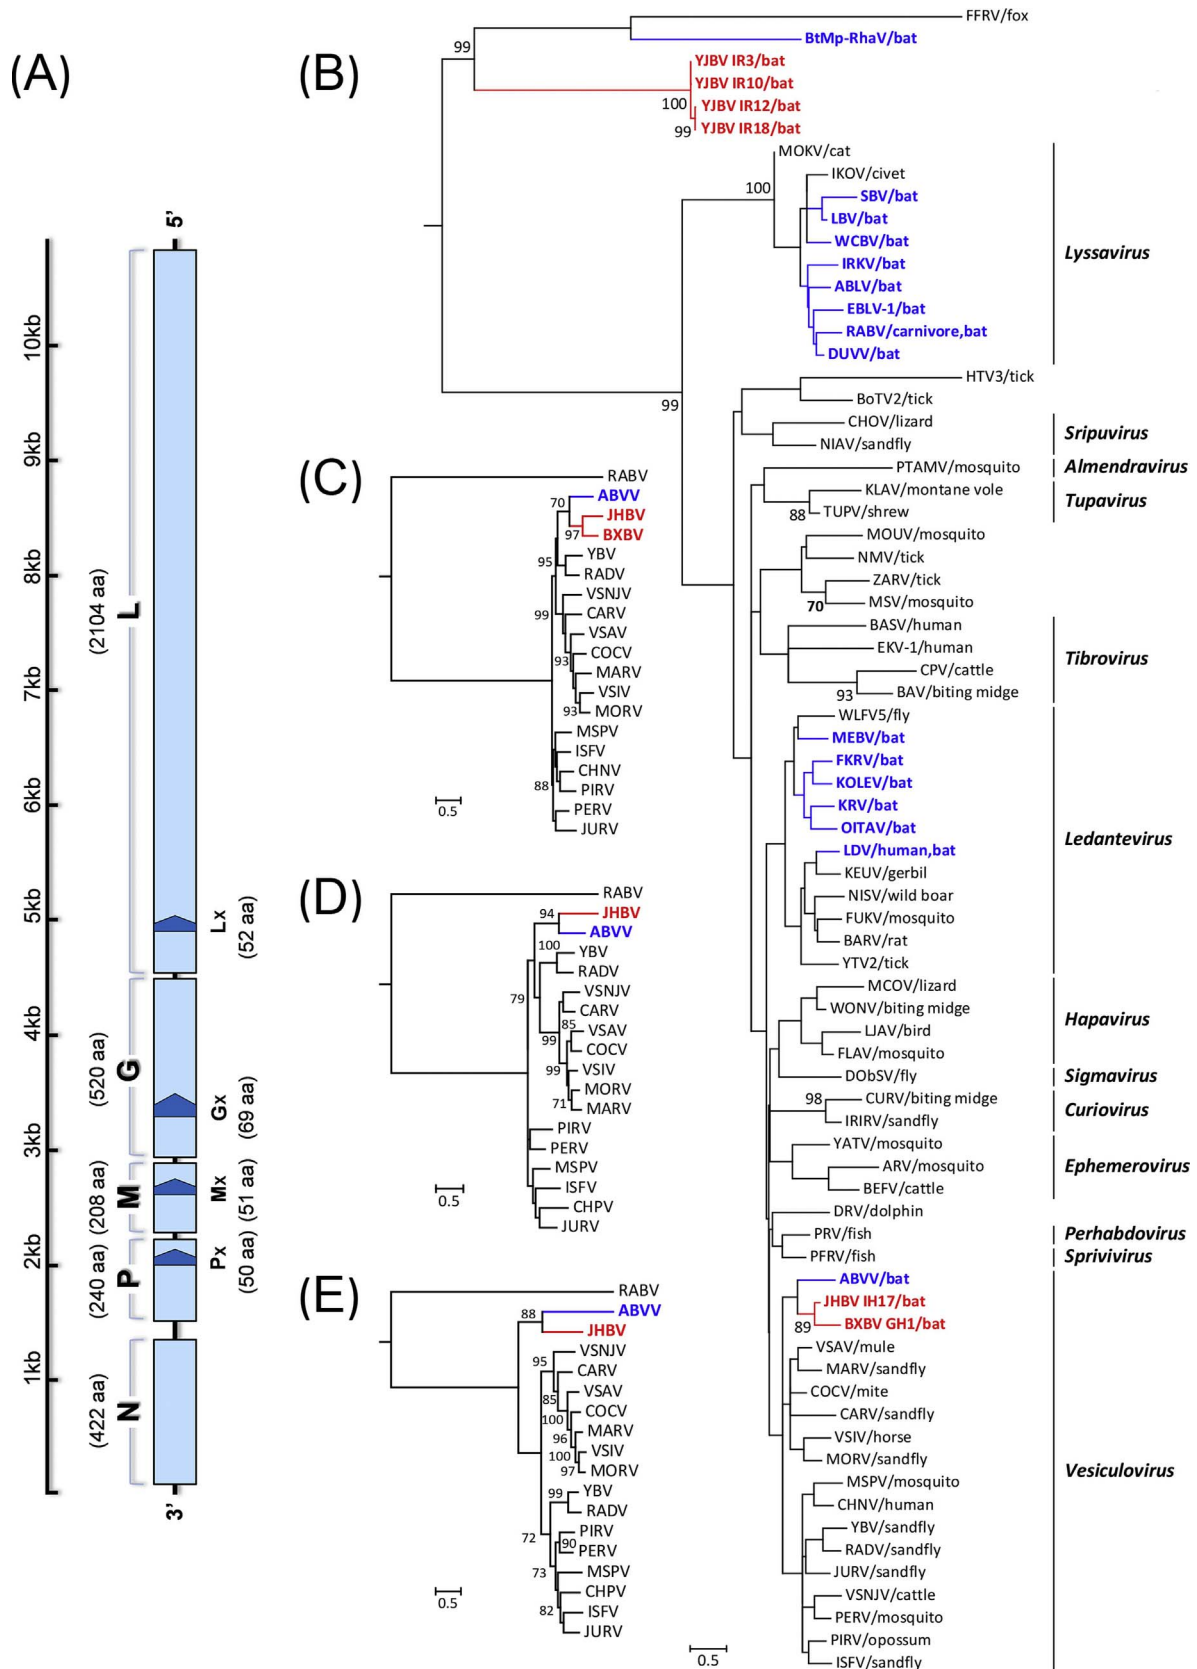 (A)
5'
10kb
9kb
8kb
7kb
6kb
5kb
4kb
3kb
2kb
1kb
L
(2104 aa)
G
(520 aa)
M
(208 aa)
P
(240 aa)
N
(422 aa)
Lx
(52 aa)
Gx
(69 aa)
Mx
(51 aa)
Px
(50 aa)
3'
(B)
FFRV/fox
99
BtMp-RhaV/bat
YJBV IR3/bat
YJBV IR10/bat
100
YJBV IR12/bat
99
YJBV IR18/bat
MOKV/cat
100
IKOV/civet
SBV/bat
LBV/bat
WCBV/bat
Lyssavirus
IRKV/bat
ABLV/bat
EBLV-1/bat
RABV/carnivore,bat
DUVV/bat
99
HTV3/tick
BoTV2/tick
CHOV/lizard
Sripuvirus
NIAV/sandfly
PTAMV/mosquito
Almendravirus
KLAV/montane vole
Tupavirus
88
TUPV/shrew
MOUV/mosquito
NMV/tick
ZARV/tick
70
MSV/mosquito
BASV/human
EKV-1/human
Tibrovirus
CPV/cattle
93
BAV/biting midge
WLFV5/fly
MEBV/bat
FKRV/bat
KOLEV/bat
KRV/bat
OITAV/bat
Ledantevirus
LDV/human,bat
KEUV/gerbil
NISV/wild boar
FUKV/mosquito
BARV/rat
YTV2/tick
MCOV/lizard
WONV/biting midge
Hapavirus
LJAV/bird
FLAV/mosquito
DObSV/fly
Sigmavirus
98
CURV/biting midge
Curiovirus
IRIRV/sandfly
YATV/mosquito
ARV/mosquito
Ephemerovirus
BEFV/cattle
DRV/dolphin
PRV/fish
Perhabdovirus
PFRV/fish
Sprivivirus
ABVV/bat
JHBV IH17/bat
89
BXBV GH1/bat
VSAV/mule
MARV/sandfly
COCV/mite
CARV/sandfly
VSIV/horse
MORV/sandfly
Vesiculovirus
MSPV/mosquito
CHNV/human
YBV/sandfly
RADV/sandfly
JURV/sandfly
VSNJV/cattle
PERV/mosquito
PIRV/opossum
ISFV/sandfly
0.5
(C)
RABV
70
ABVV
JHBV
97
BXBV
95
YBV
RADV
VSNJV
99
CARV
VSAV
93
COCV
MARV
VSIV
93
MORV
MSPV
ISFV
CHNV
88
PIRV
PERV
JURV
0.5
(D)
RABV
94
JHBV
ABVV
100
YBV
RADV
79
VSNJV
CARV
85
VSAV
99
COCV
99
VSIV
MORV
71
MARV
PIRV
PERV
MSPV
ISFV
CHPV
JURV
0.5
(E)
RABV
88
ABVV
JHBV
VSNJV
95
CARV
85
VSAV
100
COCV
96
MARV
100
VSIV
97
MORV
99
YBV
RADV
72
PIRV
90
PERV
73
MSPV
CHPV
82
ISFV
JURV
0.5